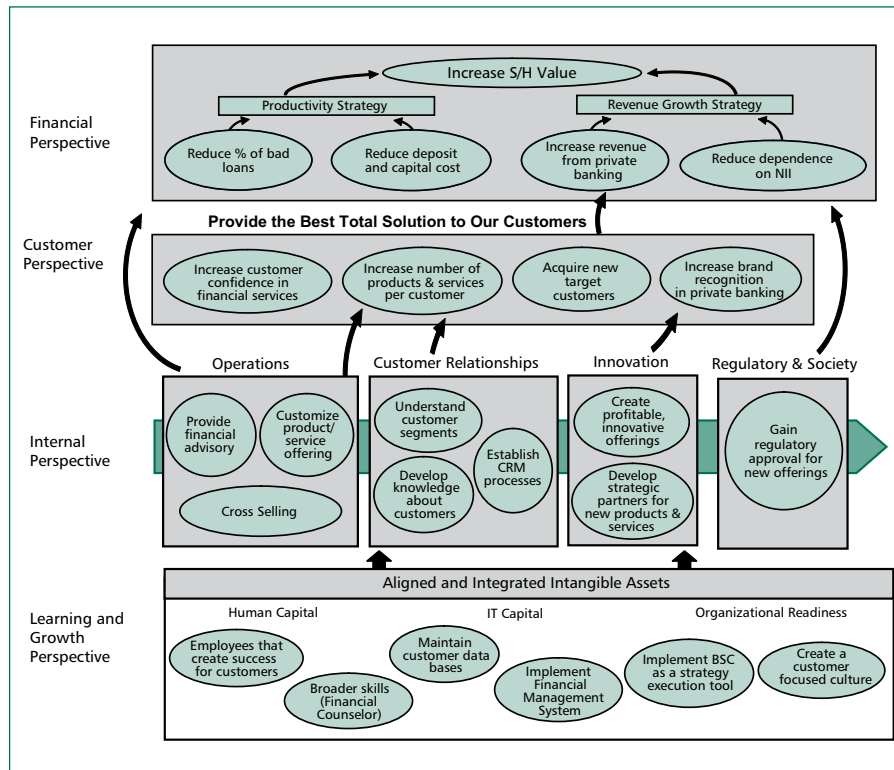 Increase S/H Value
Productivity Strategy
Revenue Growth Strategy
Financial
Perspective
Reduce % of bad
loans
Reduce deposit
and capital cost
Increase revenue
from private
banking
Reduce dependence
on NII
Provide the Best Total Solution to Our Customers
Customer
Perspective
Increase customer
confidence in
financial services
Increase number of
products & services
per customer
Acquire new
target
customers
Increase brand
recognition
in private banking
Operations
Customer Relationships
Innovation
Regulatory & Society
Internal
Perspective
Provide
financial
advisory
Customize
product/
service
offering
Cross Selling
Understand
customer
segments
Develop
knowledge
about
customers
Establish
CRM
processes
Create
profitable,
innovative
offerings
Develop
strategic
partners for
new products &
services
Gain
regulatory
approval for
new offerings
Aligned and Integrated Intangible Assets
Learning and
Growth
Perspective
Human Capital
IT Capital
Organizational Readiness
Employees that
create success
for customers
Broader skills
(Financial
Counselor)
Maintain
customer data
bases
Implement
Financial
Management
System
Implement BSC
as a strategy
execution tool
Create a
customer
focused culture